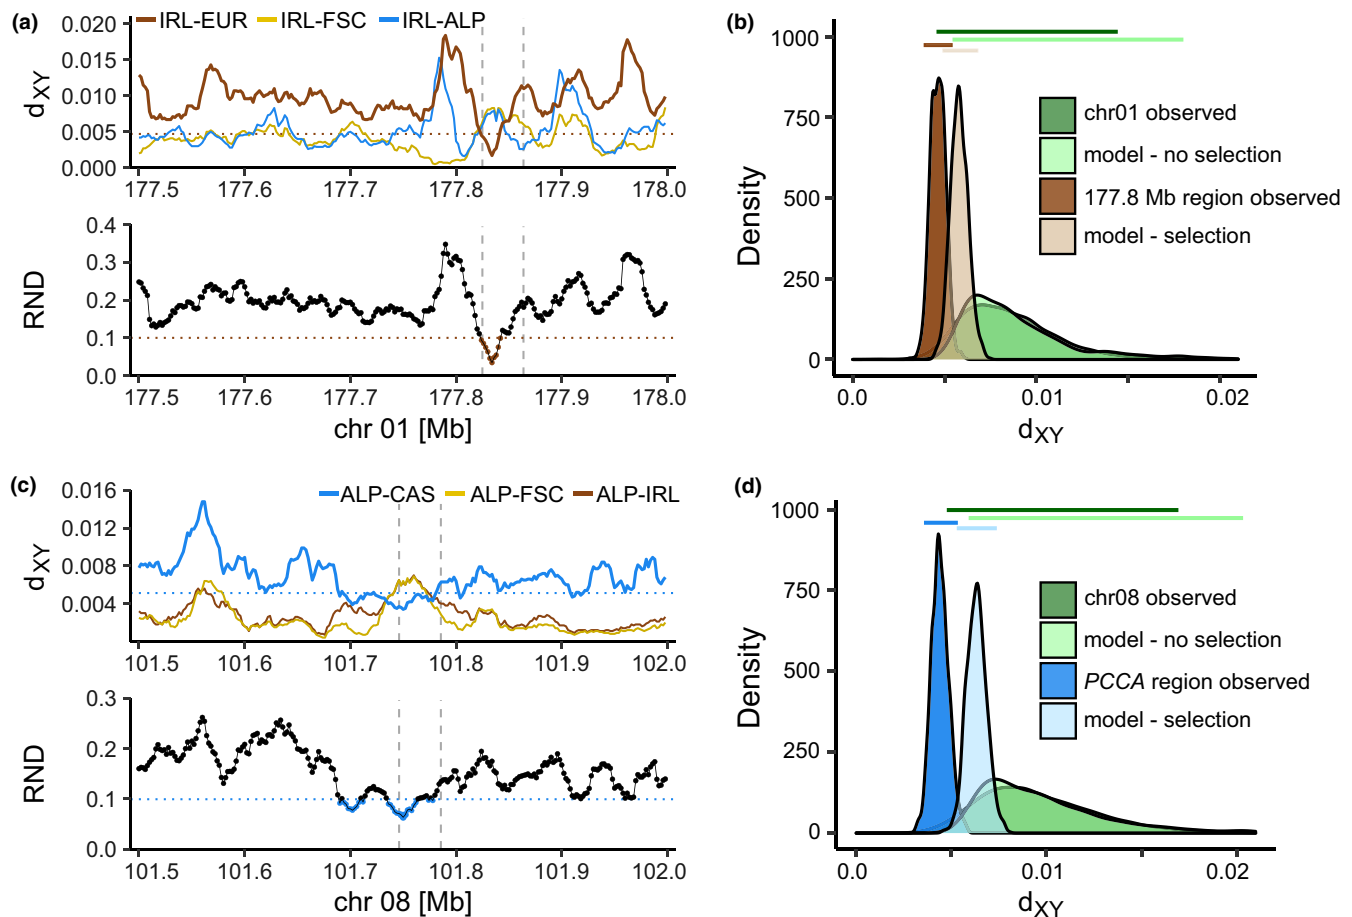 (a)
IRL-EUR IRL-FSC IRL-ALP
0.020
0.015
0.010
0.005
0.000
dXY
177.5 177.6 177.7 177.8 177.9 178.0
0.4
0.3
0.2
0.1
0.0
RND
177.5 177.6 177.7 177.8 177.9 178.0
chr 01 [Mb]
(b)
1000
750
500
250
0
Density
chr01 observed
model - no selection
177.8 Mb region observed
model - selection
0.0 0.01 0.02
dXY
(c)
ALP-CAS ALP-FSC ALP-IRL
0.016
0.012
0.008
0.004
dXY
101.5 101.6 101.7 101.8 101.9 102.0
0.3
0.2
0.1
0.0
RND
101.5 101.6 101.7 101.8 101.9 102.0
chr 08 [Mb]
(d)
1000
750
500
250
0
Density
chr08 observed
model - no selection
PCCA region observed
model - selection
0.0 0.01 0.02
dXY